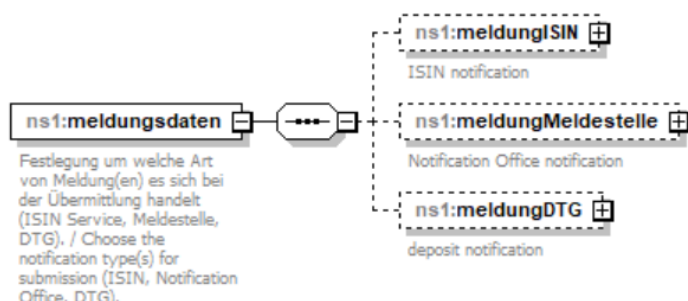 ns1:meldungISIN
ISIN notification
ns1:meldungsdaten
ns1:meldungMeldestelle
Festlegung um welche Art
von Meldung(en) es sich bei
der Übermittlung handelt
(ISIN Service, Meldestelle,
DTG). / Choose the
notification type(s) for
submission (ISIN, Notification
Office, DTG).
Notification Office notification
ns1:meldungDTG
deposit notification